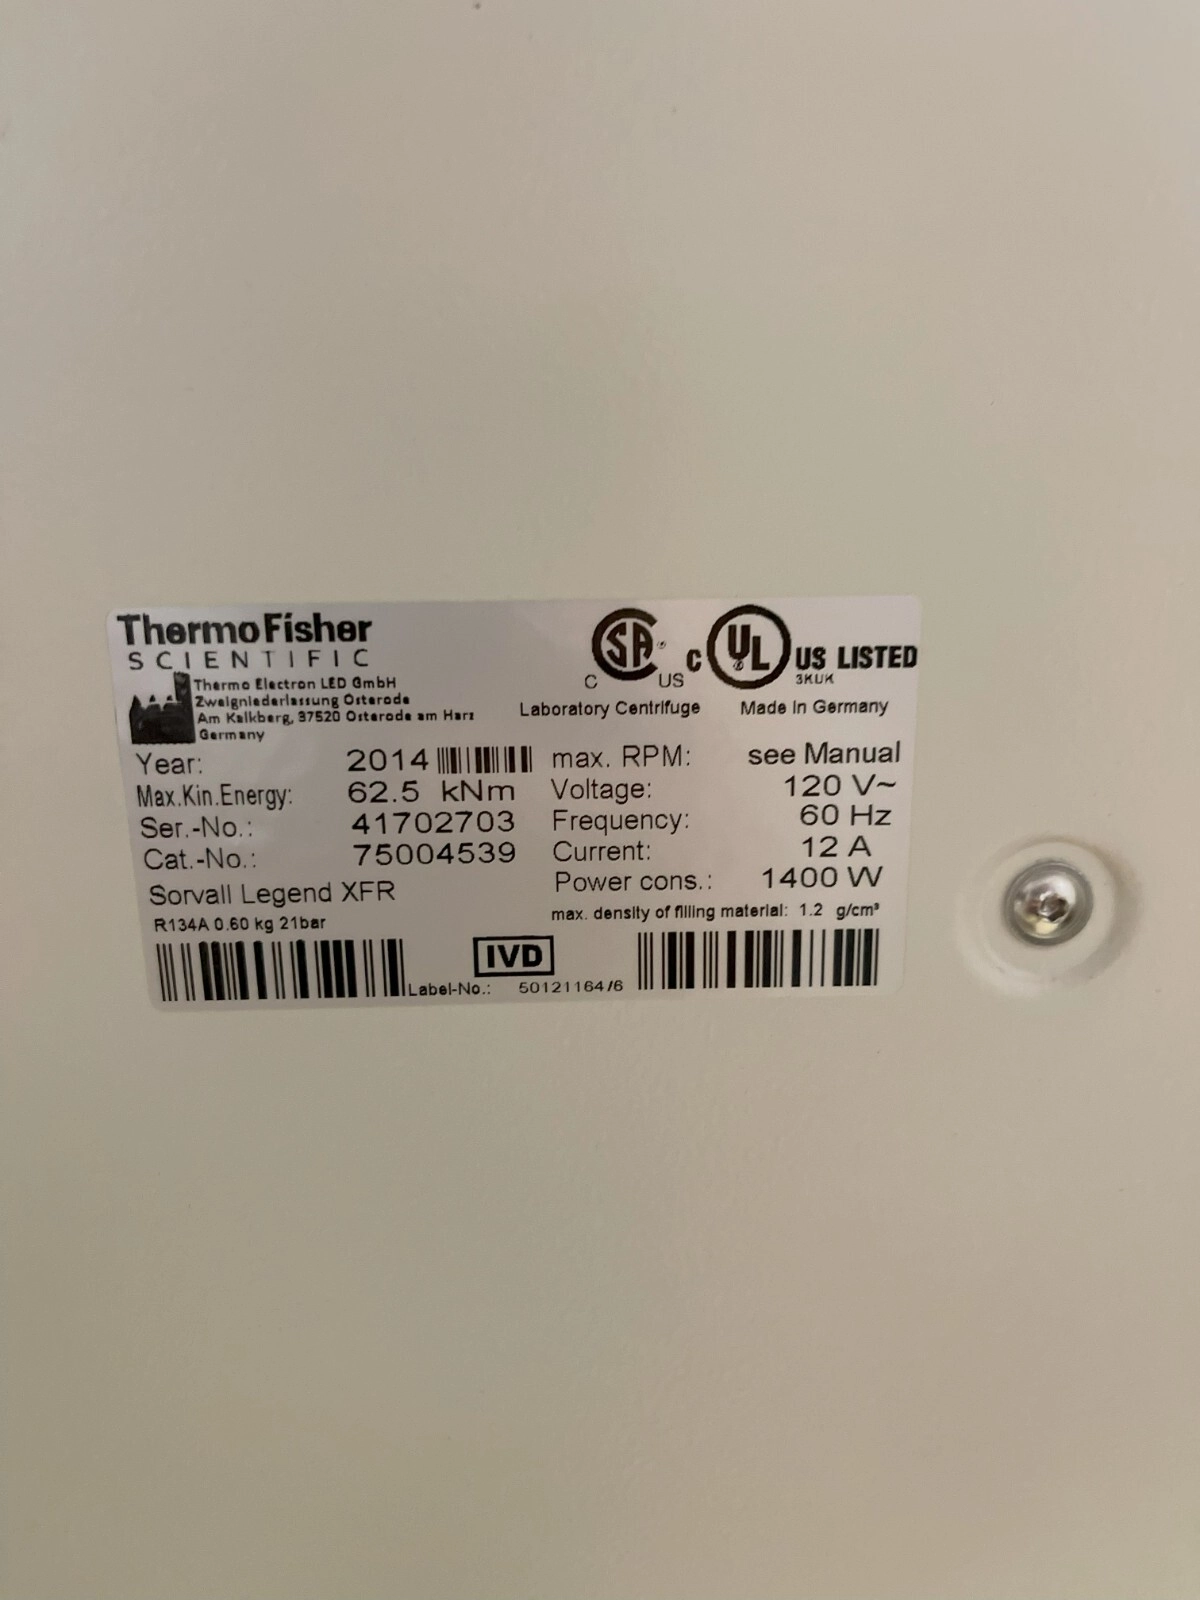 ThermoFisher
SCIENTIFIC
Thermo Electron LED GmbH
Zweigniederlassung Osterode
Am Kalkberg, 37520 Osterode am Harz
Germany
SA
C US
C UL US LISTED
3KUK
Laboratory Centrifuge
Made in Germany
Year: 2014
Max.Kin.Energy: 62.5 kNm
Ser.-No.: 41702703
Cat.-No.: 75004539
Sorvall Legend XFR
R134A 0.60 kg 21bar
max. RPM: see Manual
Voltage: 120 V~
Frequency: 60 Hz
Current: 12 A
Power cons.: 1400 W
max. density of filling material: 1.2 g/cm³
IVD
Label-No.: 50121164/6